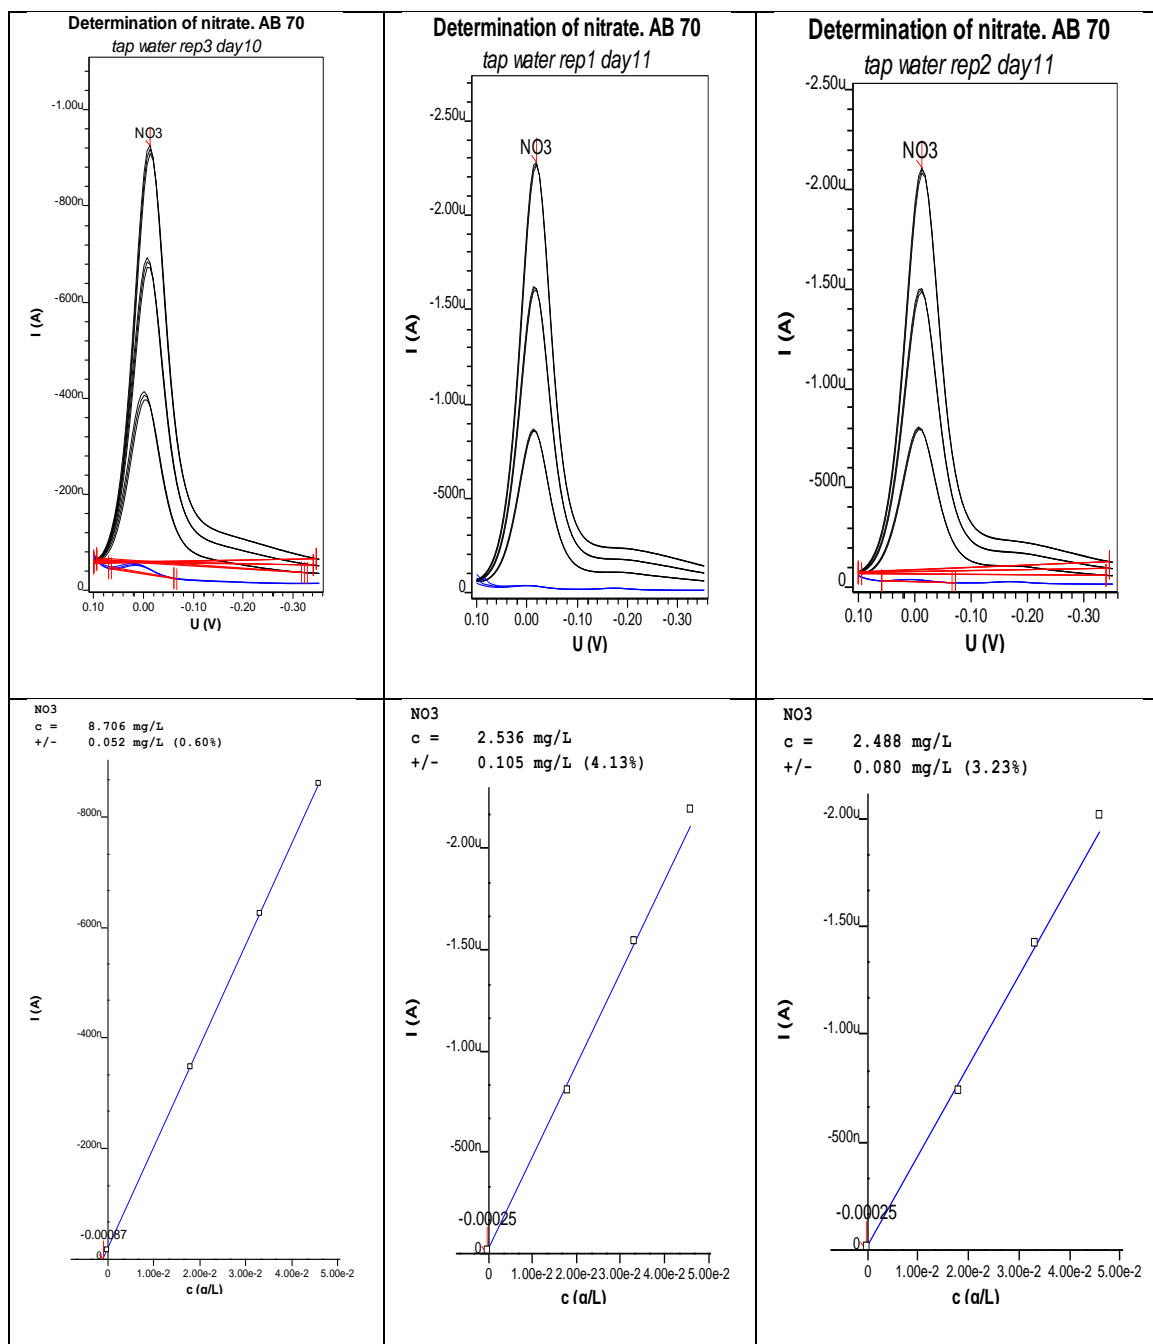 Determination of nitrate. AB 70
tap water rep3 day10
-1.00u
-800n
-600n
-400n
-200n
0
NO3
I (A)
0.10 0.00 -0.10 -0.20 -0.30
U (V)
Determination of nitrate. AB 70
tap water rep1 day11
-2.50u
-2.00u
-1.50u
-1.00u
-500n
0
NO3
I (A)
0.10 0.00 -0.10 -0.20 -0.30
U (V)
Determination of nitrate. AB 70
tap water rep2 day11
-2.50u
-2.00u
-1.50u
-1.00u
-500n
0
NO3
I (A)
0.10 0.00 -0.10 -0.20 -0.30
U (V)
NO3
c = 8.706 mg/L
+/- 0.052 mg/L (0.60%)
-800n
-600n
-400n
-200n
0
-0.00087
I (A)
0 1.00e-2 2.00e-2 3.00e-2 4.00e-2 5.00e-2
c (g/L)
NO3
c = 2.536 mg/L
+/- 0.105 mg/L (4.13%)
-2.00u
-1.50u
-1.00u
-500n
0
-0.00025
I (A)
0 1.00e-2 2.00e-2 3.00e-2 4.00e-2 5.00e-2
c (g/L)
NO3
c = 2.488 mg/L
+/- 0.080 mg/L (3.23%)
-2.00u
-1.50u
-1.00u
-500n
0
-0.00025
I (A)
0 1.00e-2 2.00e-2 3.00e-2 4.00e-2 5.00e-2
c (g/L)